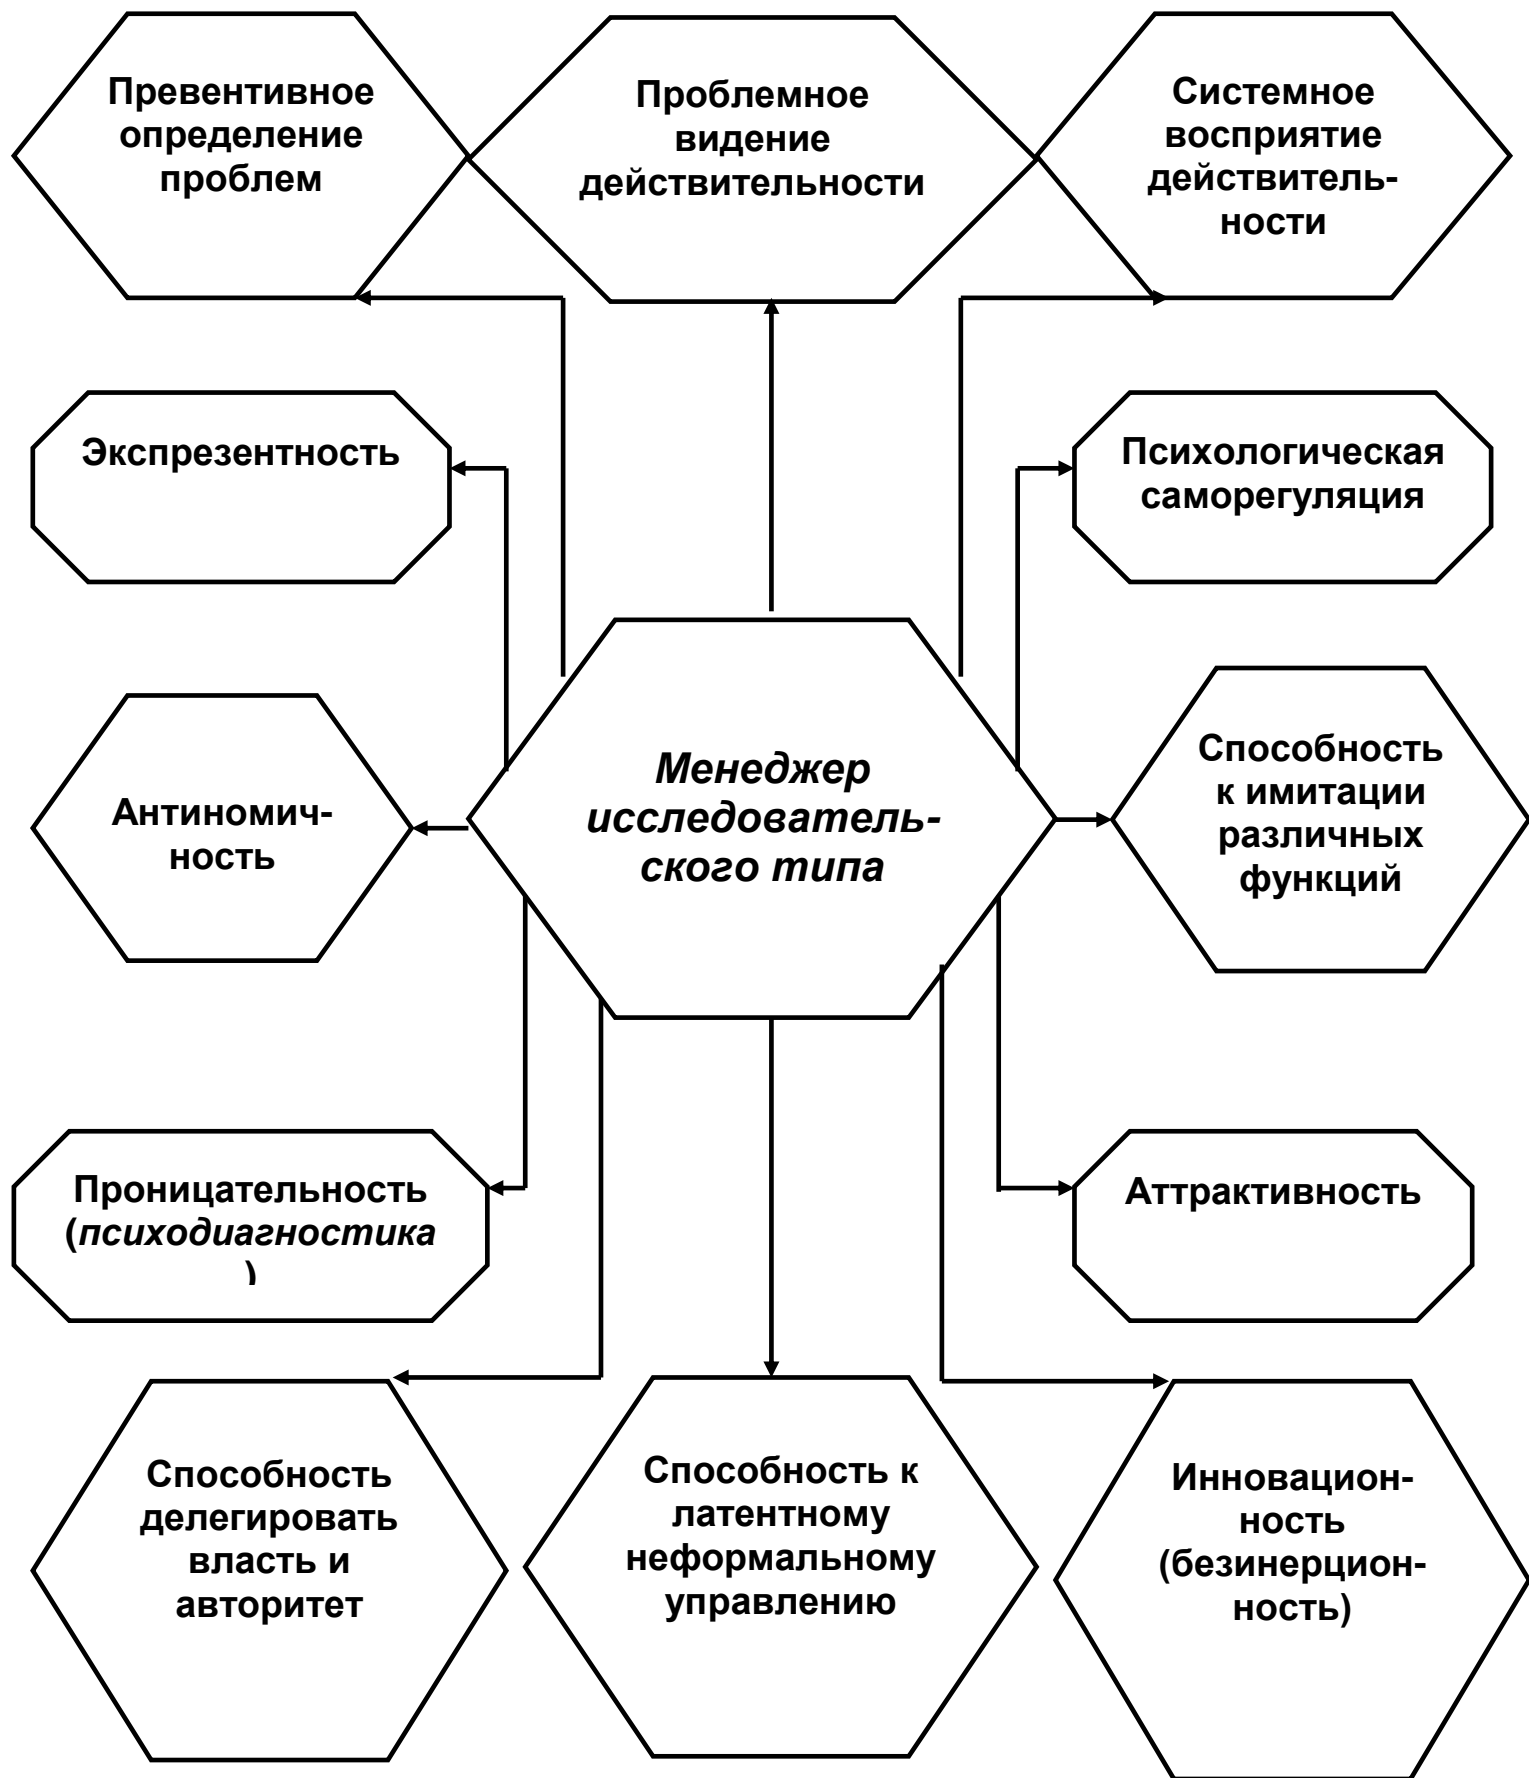 Превентивное
определение
проблем
Проблемное
видение
действительности
Системное
восприятие
действитель-
ности
Экспрезентность
Психологическая
саморегуляция
Антиномич-
ность
Менеджер
исследователь-
ского типа
Способность
к имитации
различных
функций
Проницательность
(психодиагностика
)
Аттрактивность
Способность
делегировать
власть и
авторитет
Способность к
латентному
неформальному
управлению
Инновацион-
ность
(безинерцион-
ность)